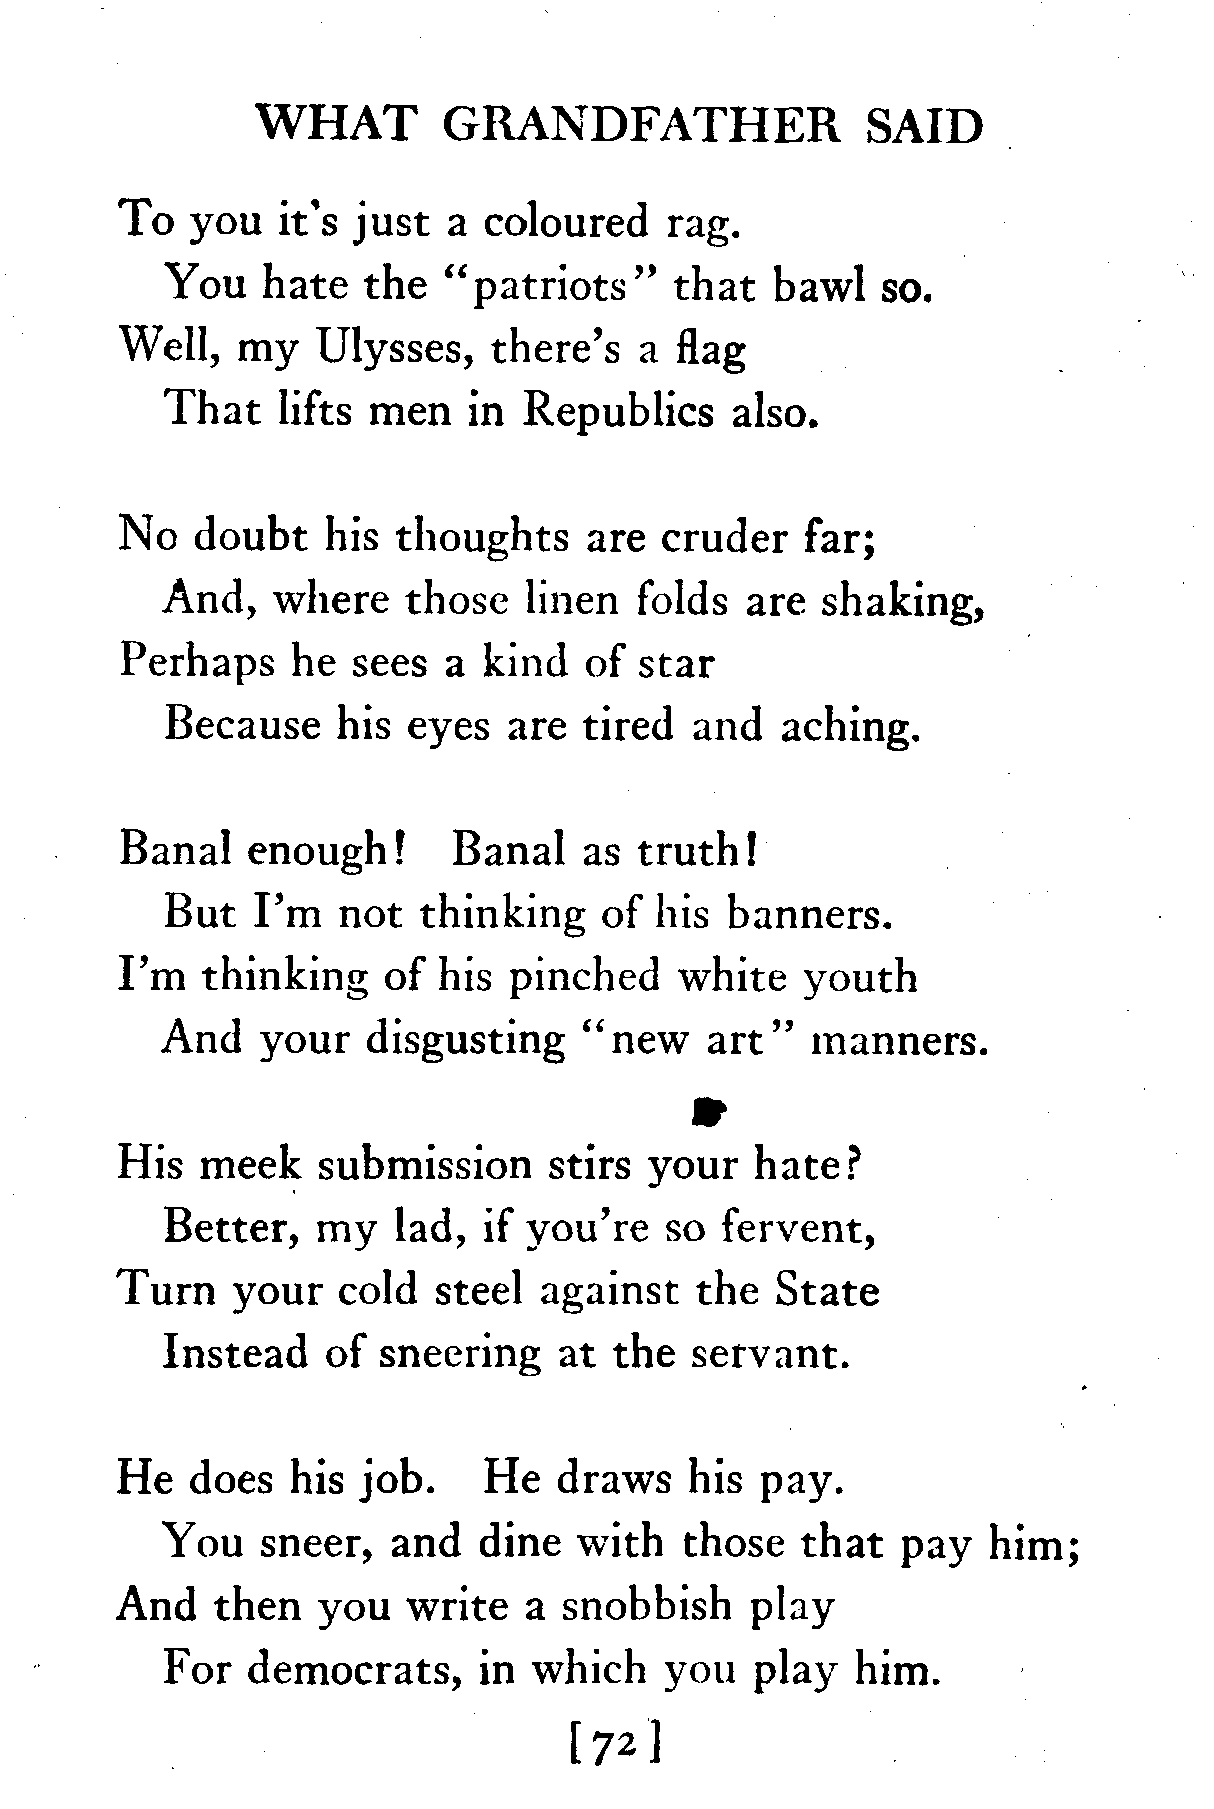 WHAT GRANDFATHER SAID
To you it's just a coloured rag.
You hate the "patriots" that bawl so.
Well, my Ulysses, there's a flag
That lifts men in Republics also.
No doubt his thoughts are cruder far;
And, where those linen folds are shaking,
Perhaps he sees a kind of star
Because his eyes are tired and aching.
Banal enough! Banal as truth!
But I'm not thinking of his banners.
I'm thinking of his pinched white youth
And your disgusting "new art" manners.
His meek submission stirs your hate?
Better, my lad, if you're so fervent,
Turn your cold steel against the State
Instead of sneering at the servant.
He does his job. He draws his pay.
You sneer, and dine with those that pay him;
And then you write a snobbish play
For democrats, in which you play him.
[72]